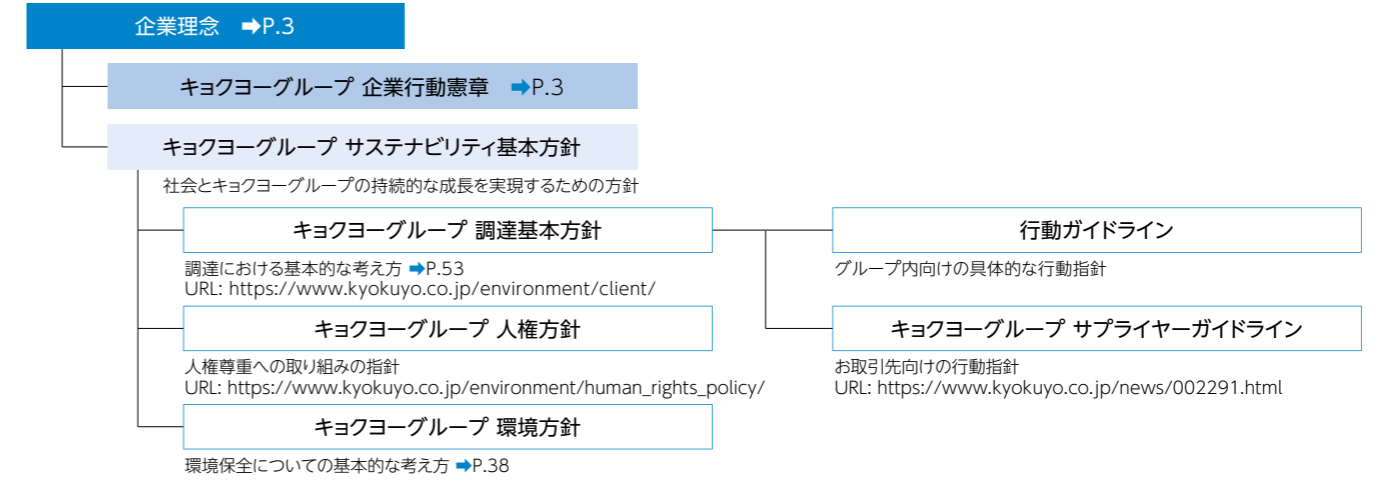 企業理念 ➡P.3
キョクヨーグループ 企業行動憲章 ➡P.3
キョクヨーグループ サステナビリティ基本方針
社会とキョクヨーグループの持続的な成長を実現するための方針
キョクヨーグループ 調達基本方針
調達における基本的な考え方 ➡P.53
URL: https://www.kyokuyo.co.jp/environment/client/
キョクヨーグループ 人権方針
人権尊重への取り組みの指針
URL: https://www.kyokuyo.co.jp/environment/human_rights_policy/
キョクヨーグループ 環境方針
環境保全についての基本的な考え方 ➡P.38
行動ガイドライン
グループ内向けの具体的な行動指針
キョクヨーグループ サプライヤーガイドライン
お取引先向けの行動指針
URL: https://www.kyokuyo.co.jp/news/002291.html